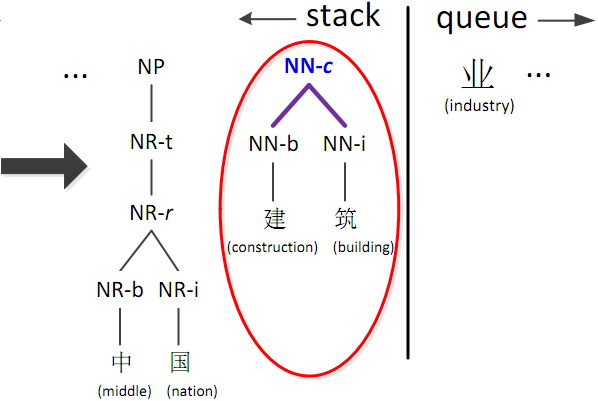 stack queue
... NP NN-c 业 ...
(industry)
NR-t NN-b NN-i
NR-r 建 筑
(construction) (building)
NR-b NR-i
中 国
(middle) (nation)